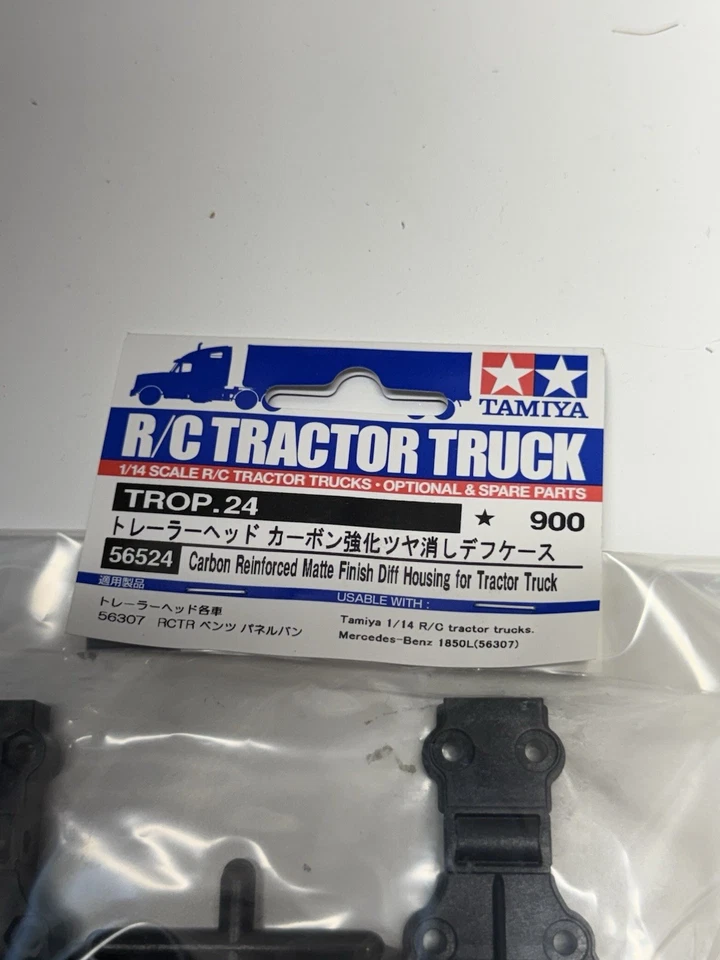 TAMIYA
R/C TRACTOR TRUCK
1/14 SCALE R/C TRACTOR TRUCKS・OPTIONAL & SPARE PARTS
TROP.24 ★ 900
トレーラーヘッド カーボン強化ツヤ消しデフケース
56524 Carbon Reinforced Matte Finish Diff Housing for Tractor Truck
適用製品
USABLE WITH :
トレーラーヘッド各車
56307 RCTR ベンツ パネルバン
Tamiya 1/14 R/C tractor trucks.
Mercedes-Benz 1850L(56307)